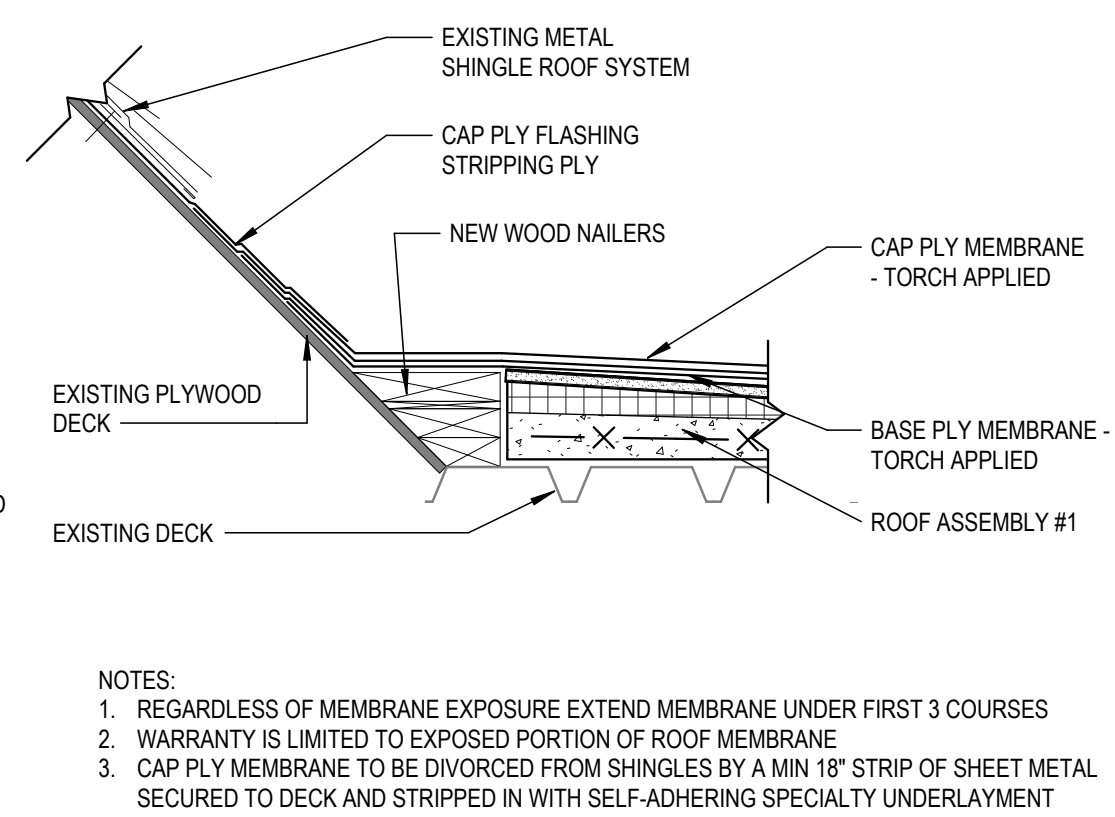 EXISTING METAL
SHINGLE ROOF SYSTEM
CAP PLY FLASHING
STRIPPING PLY
NEW WOOD NAILERS
CAP PLY MEMBRANE
- TORCH APPLIED
EXISTING PLYWOOD
DECK
BASE PLY MEMBRANE -
TORCH APPLIED
EXISTING DECK
ROOF ASSEMBLY #1
NOTES:
1. REGARDLESS OF MEMBRANE EXPOSURE EXTEND MEMBRANE UNDER FIRST 3 COURSES
2. WARRANTY IS LIMITED TO EXPOSED PORTION OF ROOF MEMBRANE
3. CAP PLY MEMBRANE TO BE DIVORCED FROM SHINGLES BY A MIN 18" STRIP OF SHEET METAL
SECURED TO DECK AND STRIPPED IN WITH SELF-ADHERING SPECIALTY UNDERLAYMENT